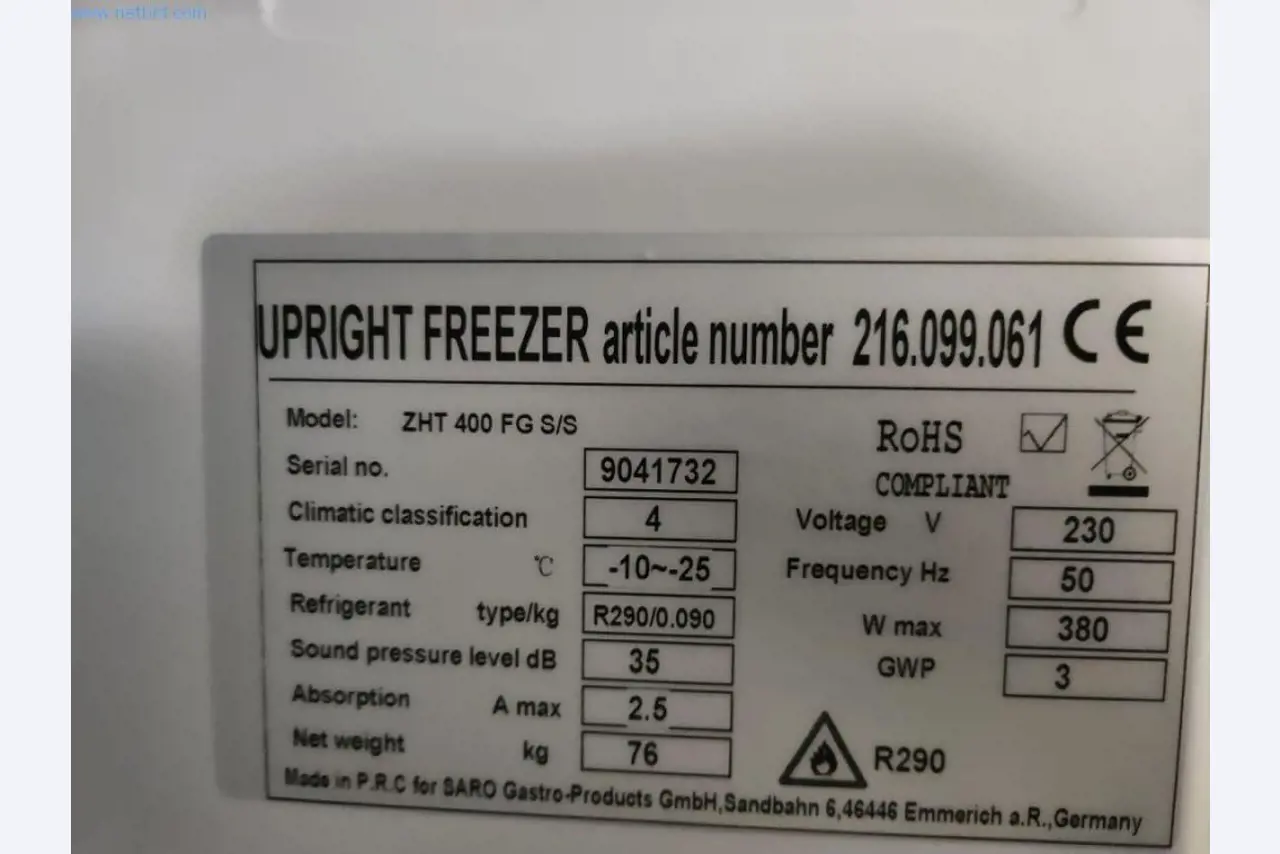 www.netbid.com
UPRIGHT FREEZER article number 216.099.061 CE
Model: ZHT 400 FG S/S
RoHS
COMPLIANT
Serial no. 9041732
Climatic classification 4
Voltage V 230
Temperature ℃ -10~-25
Frequency Hz 50
Refrigerant type/kg R290/0.090
W max 380
Sound pressure level dB 35
GWP 3
Absorption A max 2.5
Net weight kg 76
R290
Made in P.R.C for SARO Gastro-Products GmbH,Sandbahn 6,46446 Emmerich a.R.,Germany